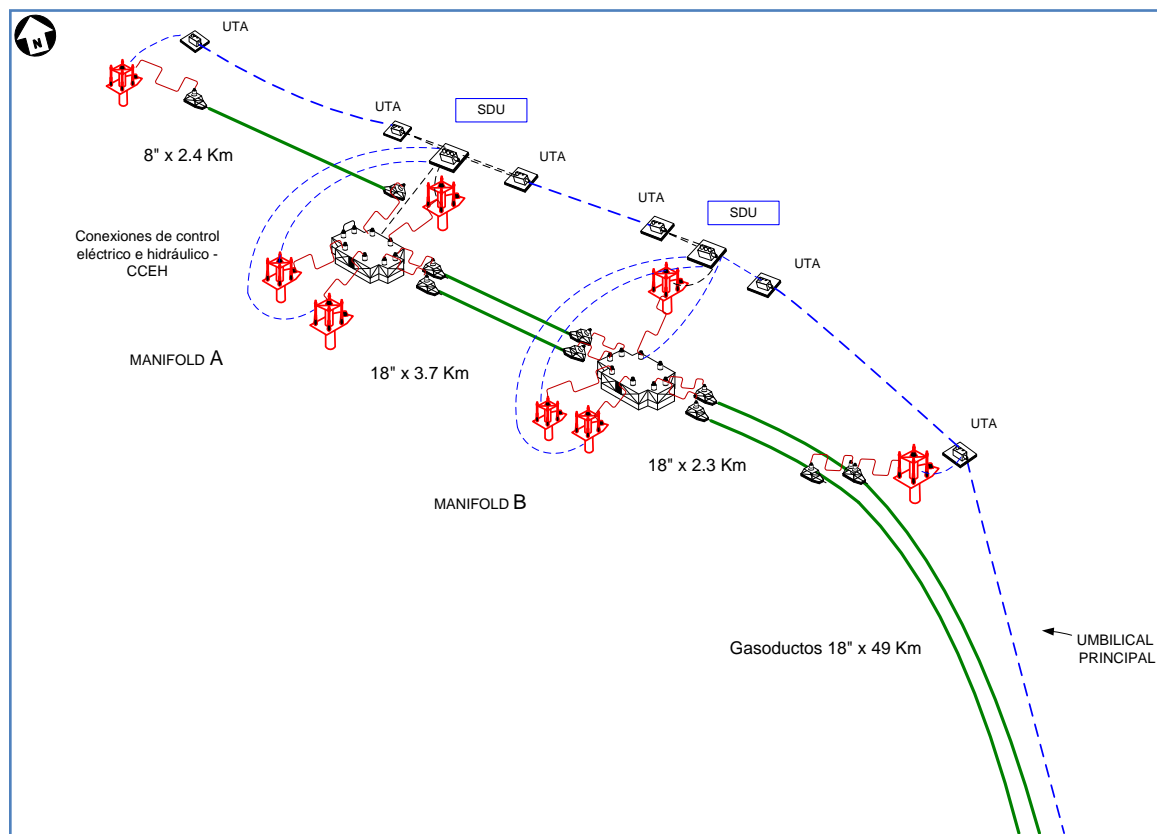 N
UTA
UTA
SDU
UTA
8" x 2.4 Km
UTA
SDU
Conexiones de control
eléctrico e hidráulico -
CCEH
UTA
MANIFOLD A
18" x 3.7 Km
UTA
18" x 2.3 Km
MANIFOLD B
Gasoductos 18" x 49 Km
UMBILICAL
PRINCIPAL